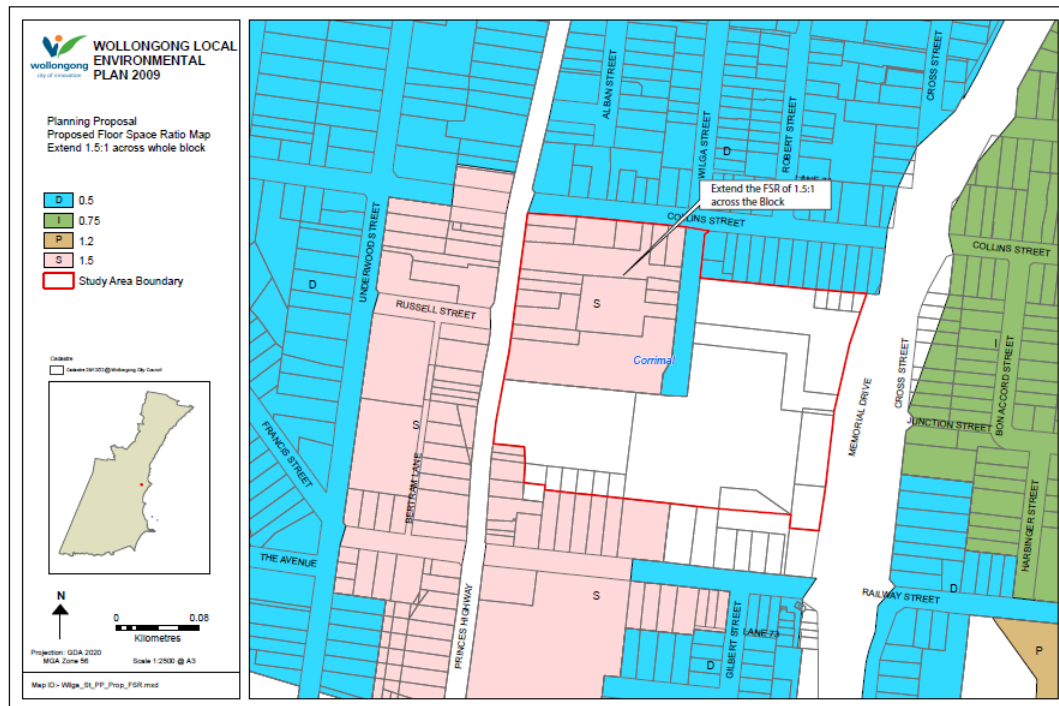 WOLLONGONG LOCAL
ENVIRONMENTAL
PLAN 2009
wollongong
city of innovation
Planning Proposal
Proposed Floor Space Ratio Map
Extend 1.5:1 across whole block
D 0.5
I 0.75
P 1.2
S 1.5
Study Area Boundary
Cadastre
N
0 0.08
Kilometres
Projection: GDA 2020
MGA Zone 56
Scale 1:2500 @ A3
Map ID:- Wilga_St_PP_Prop_FSR.mxd
ALBAN STREET
WILGA STREET
ROBERT STREET
CROSS STREET
D
Extend the FSR of 1.5:1
across the Block
COLLINS STREET
COLLINS STREET
UNDERWOOD STREET
D
RUSSELL STREET
S
Corrimal
I
BON ACCORD STREET
CROSS STREET
MEMORIAL DRIVE
JUNCTION STREET
FRANCIS STREET
S
BERTRAM LANE
HARBINGER STREET
THE AVENUE
PRINCES HIGHWAY
S
D
RAILWAY STREET
GILBERT STREET
LANE 73
D
P